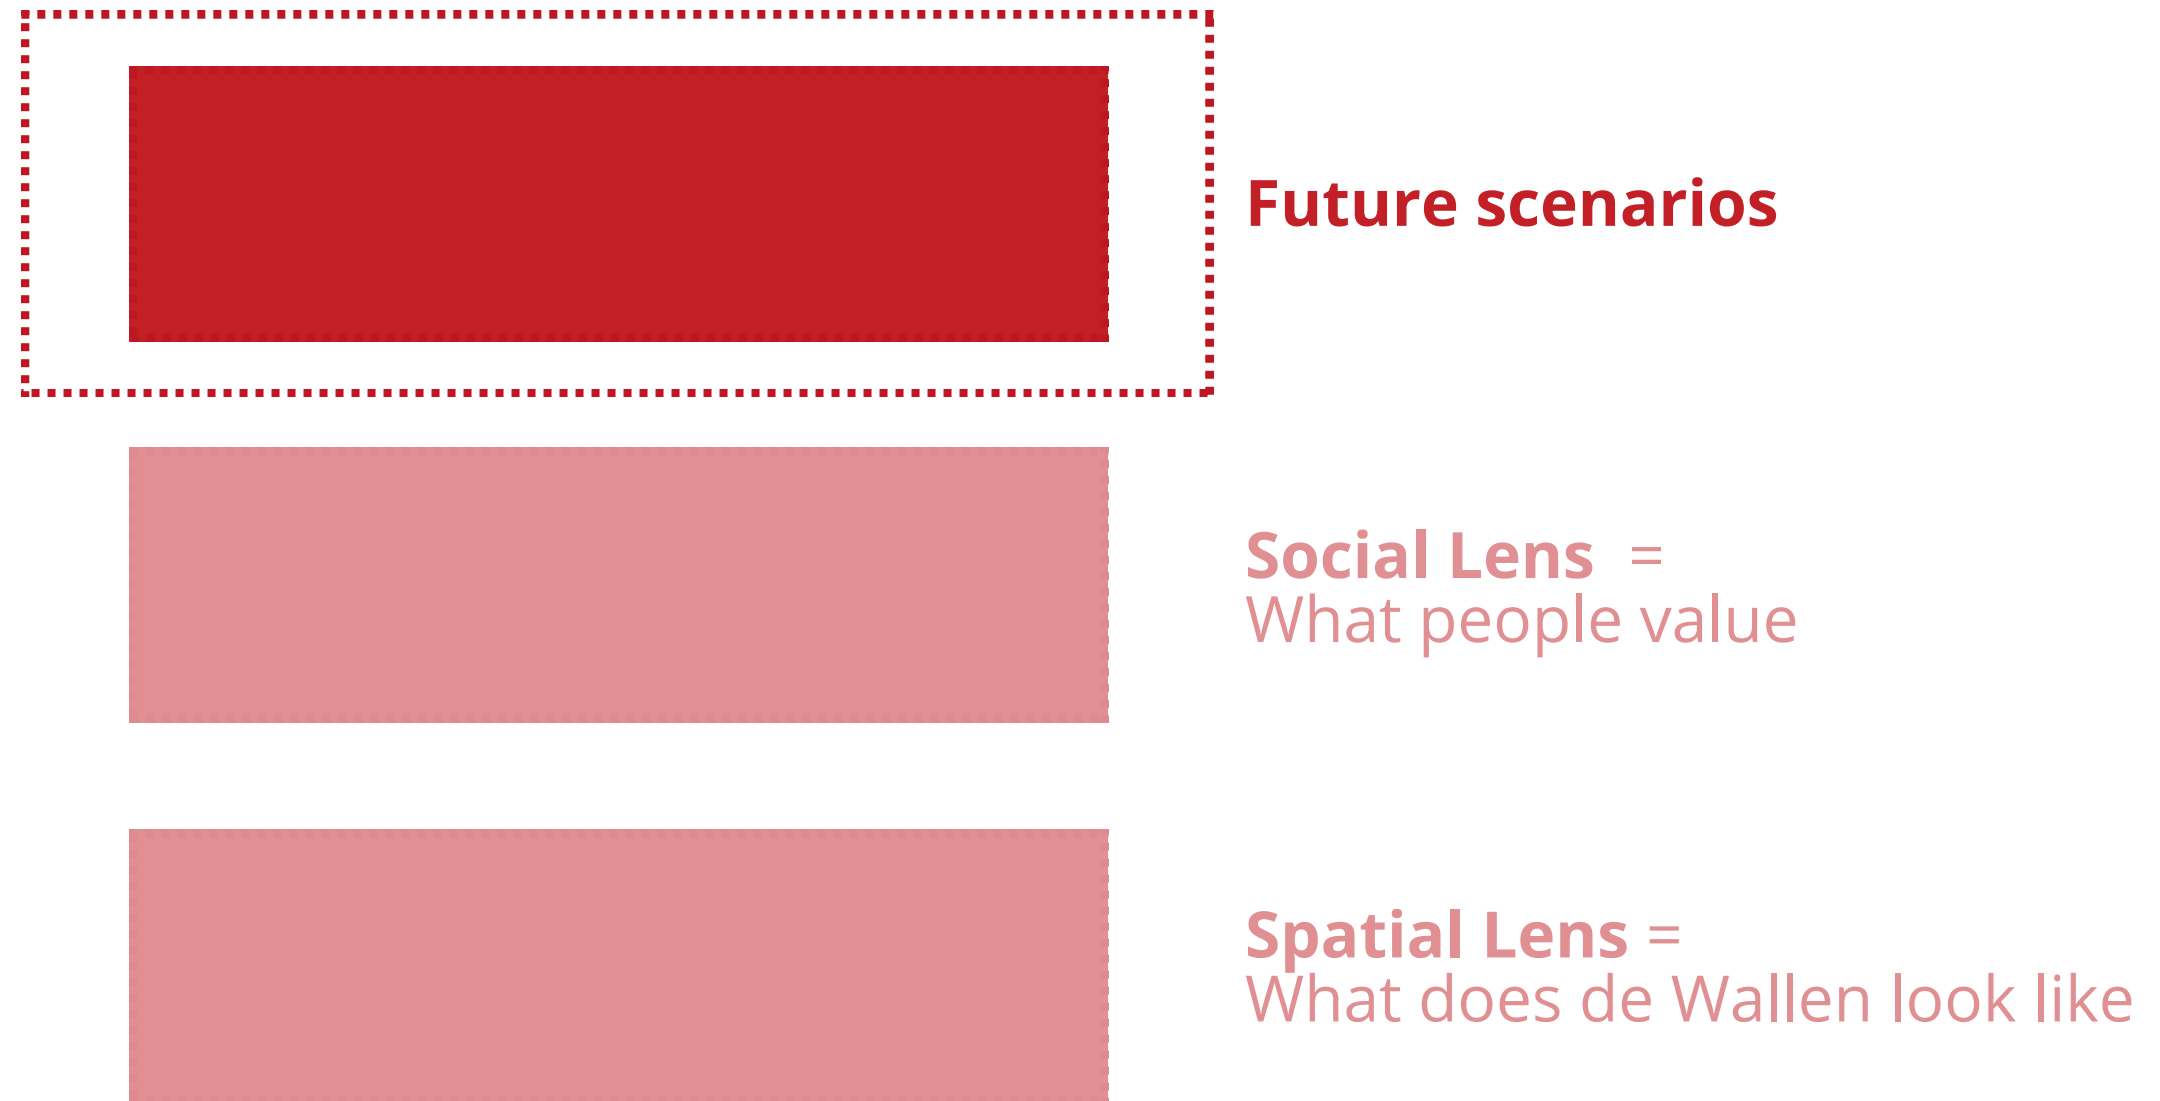 Future scenarios
Social Lens  =
What people value
Spatial Lens =
What does de Wallen look like